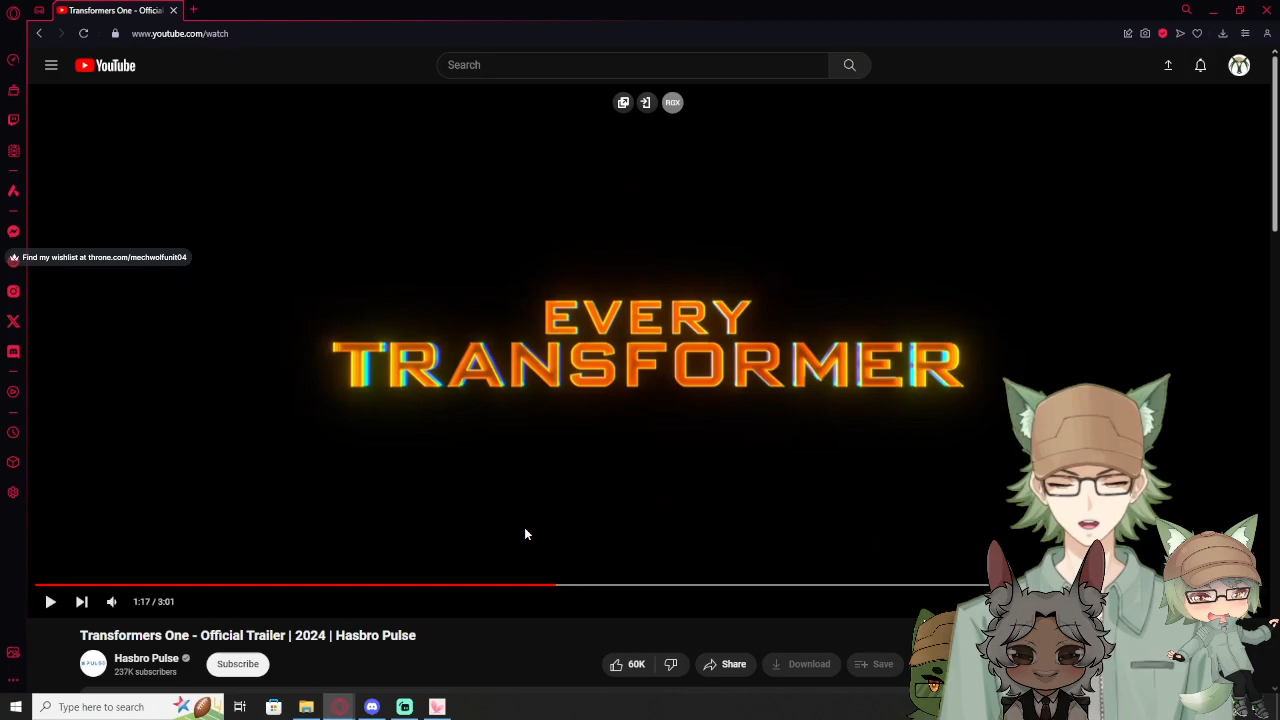 Transformers One - Official
www.youtube.com/watch
YouTube
Search
RGX
Find my wishlist at throne.com/mechwolfunit04
EVERY
TRANSFORMER
1:17 / 3:01
Transformers One - Official Trailer | 2024 | Hasbro Pulse
PULSE
Hasbro Pulse
237K subscribers
Subscribe
60K
Share
Download
Save
Type here to search